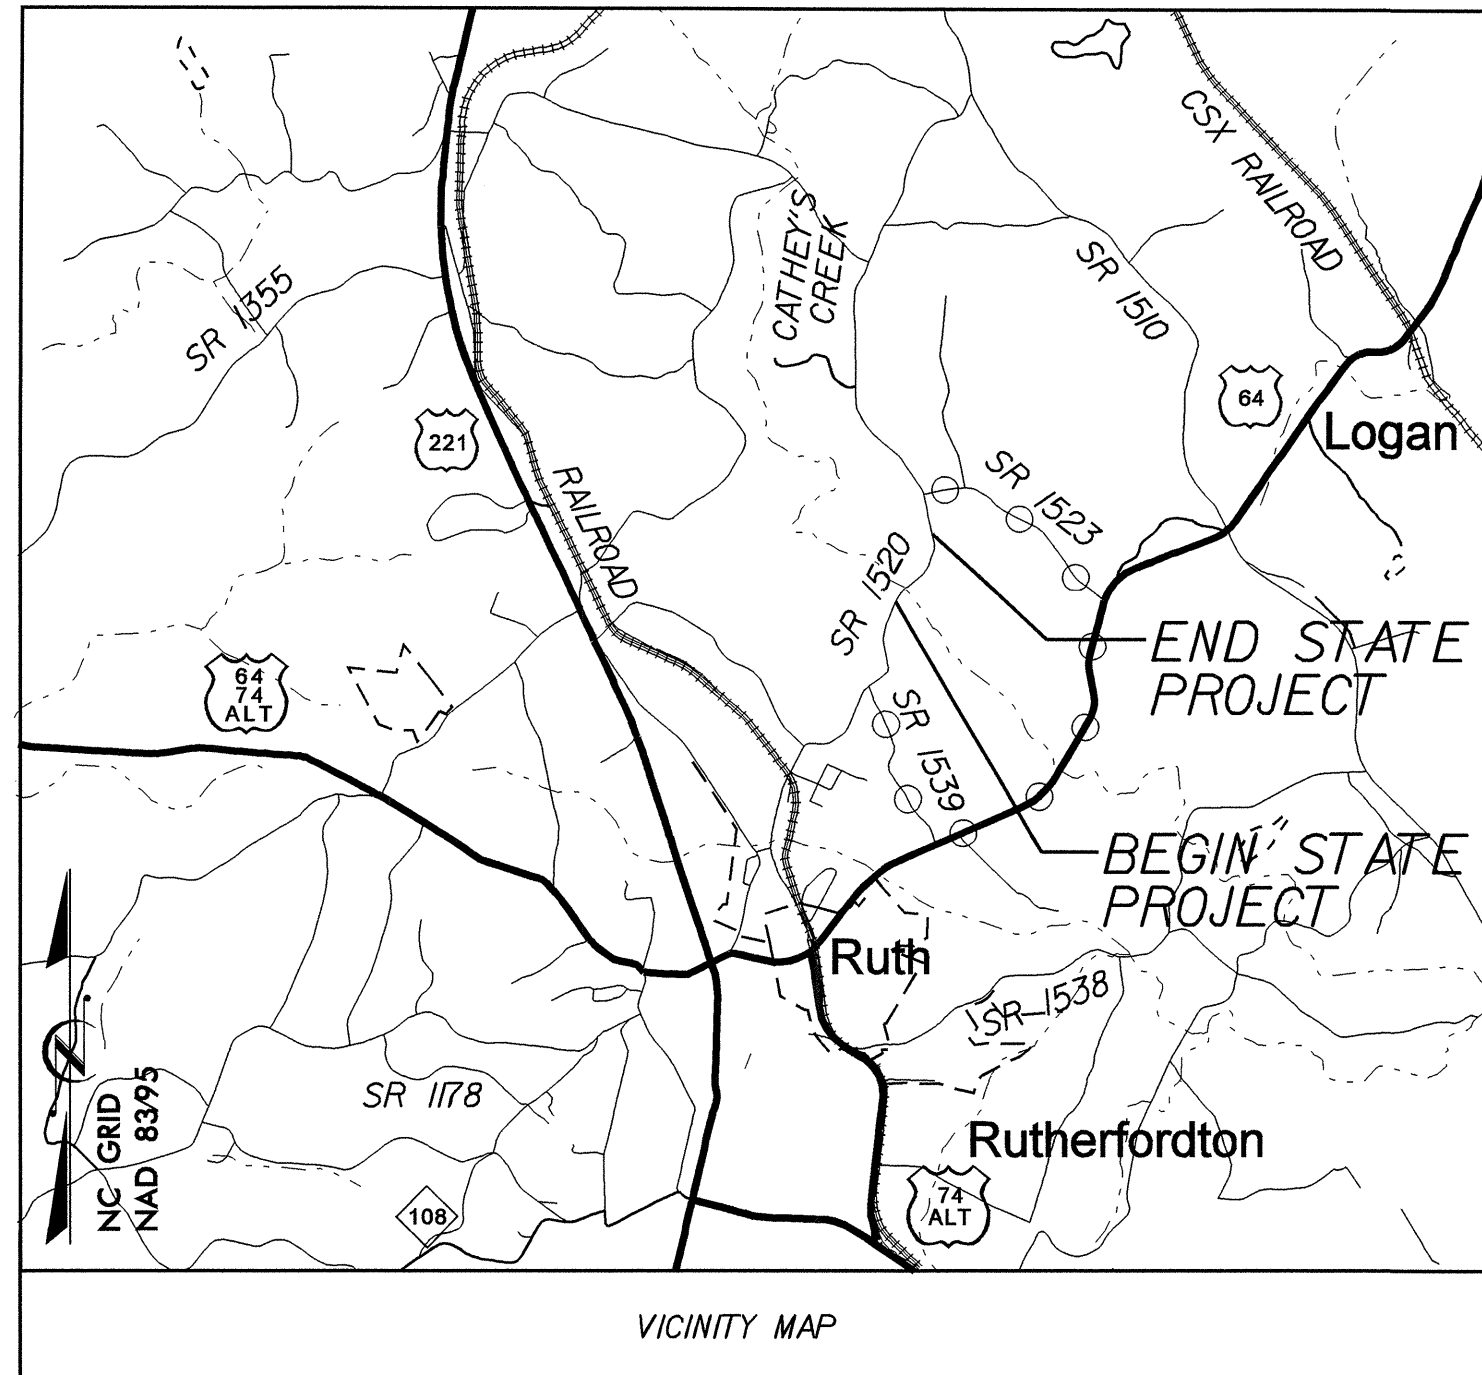 CSX RAILROAD
CATHEY'S
CREEK
SR 1510
SR 1355
64
Logan
221
RAILROAD
SR 1523
SR 1520
END STATE
PROJECT
64
74
ALT
SR 1539
BEGIN STATE
PROJECT
Ruth
SR 1538
NC GRID
NAD 83/95
SR 1178
Rutherfordton
108
74
ALT
VICINITY MAP